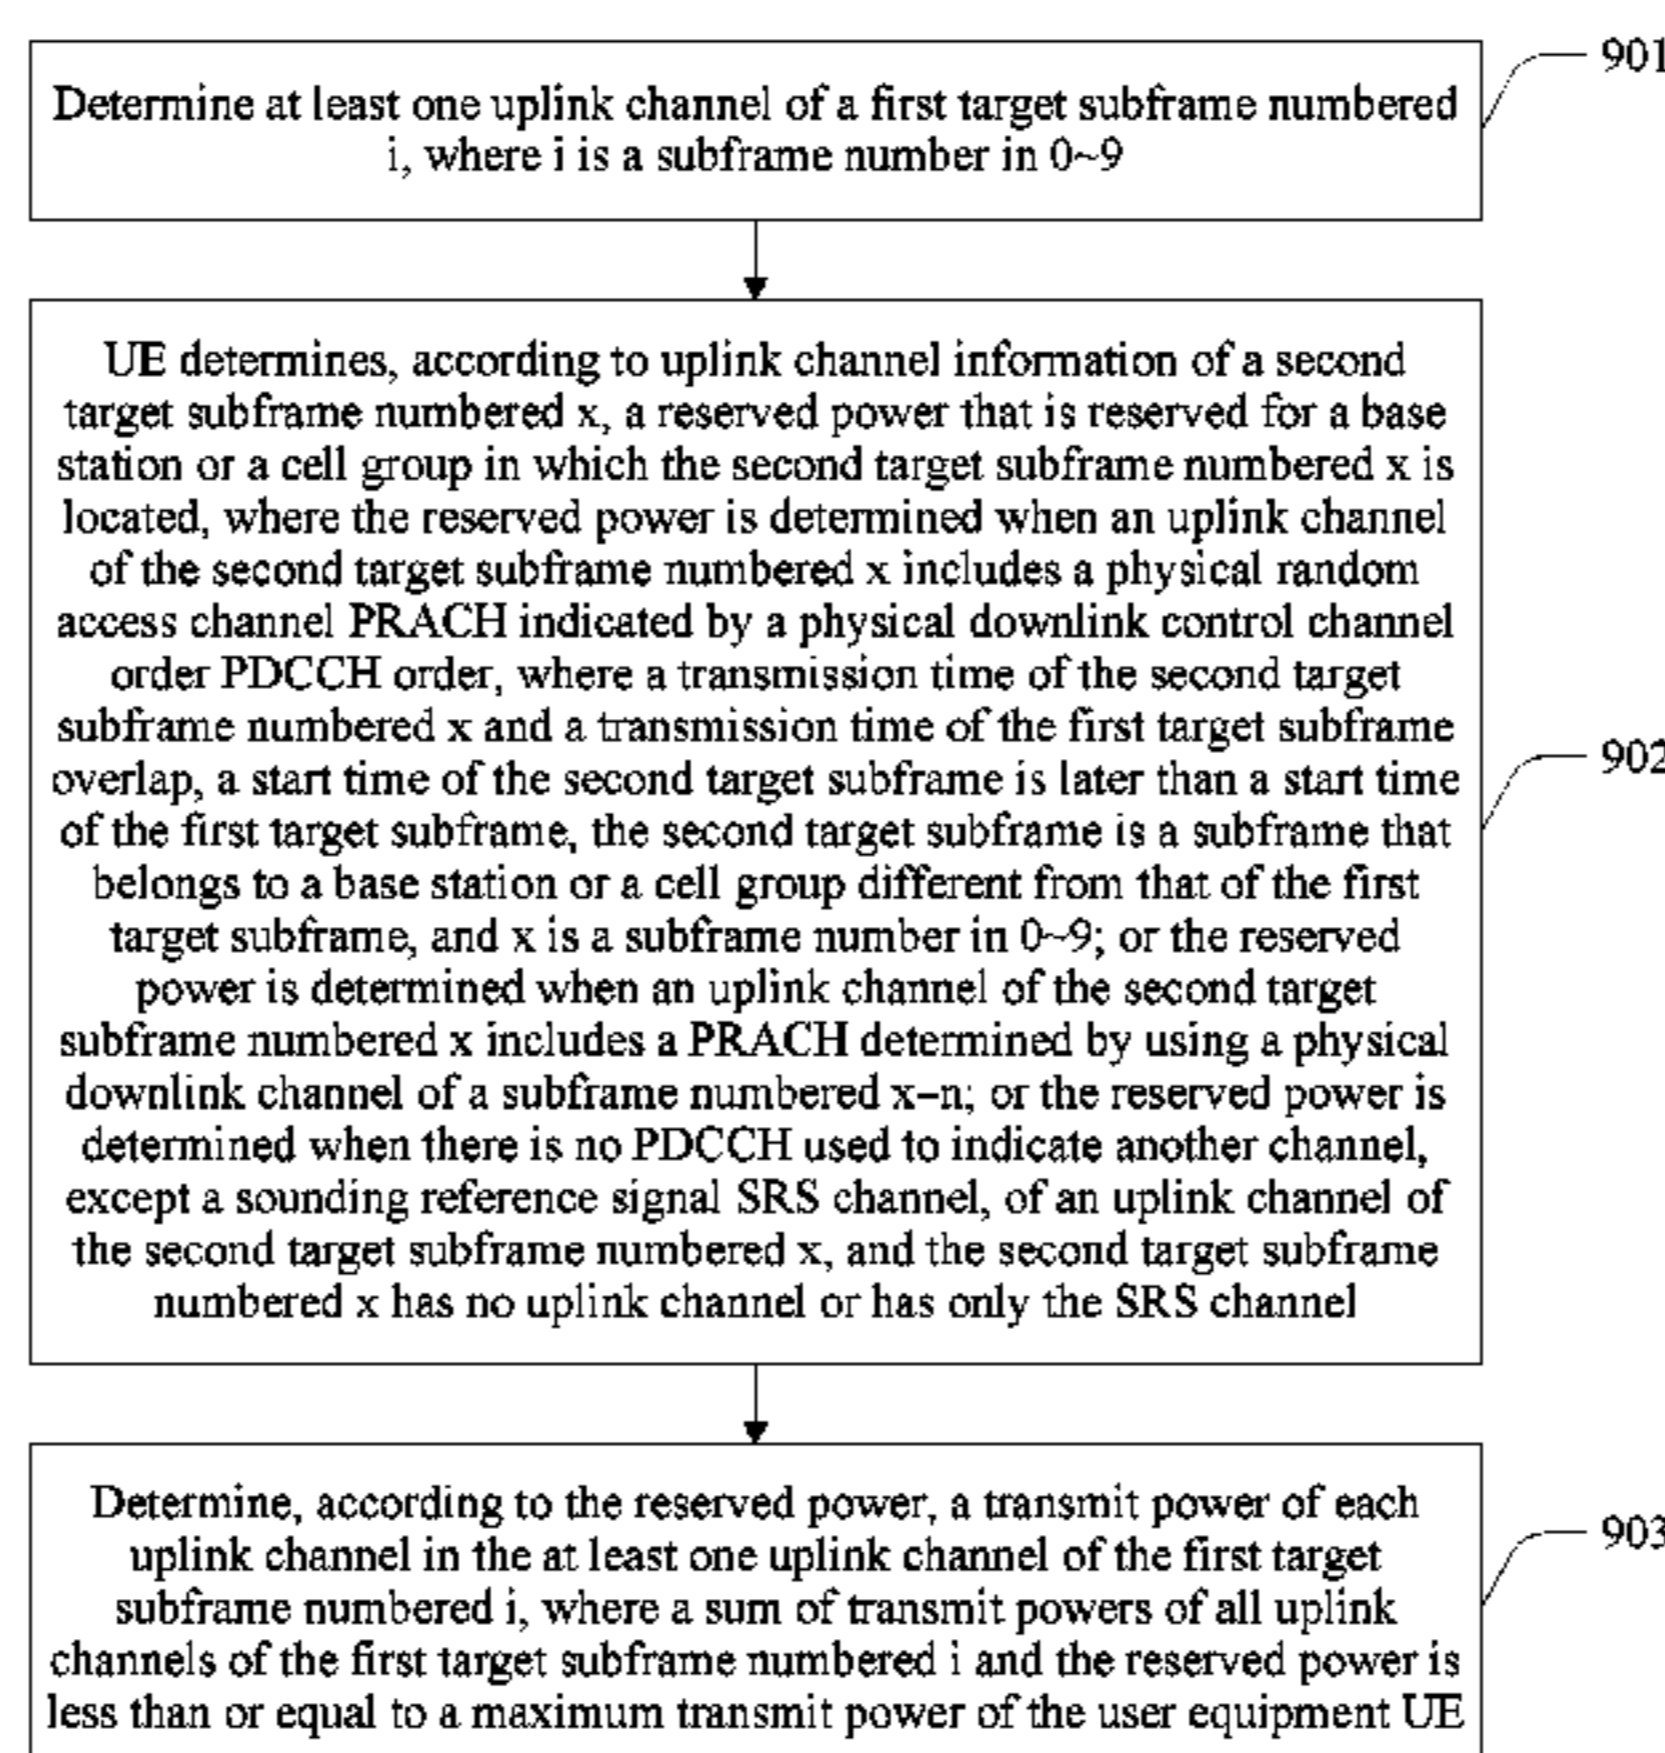 901
Determine at least one uplink channel of a first target subframe numbered
i, where i is a subframe number in 0~9
UE determines, according to uplink channel information of a second
target subframe numbered x, a reserved power that is reserved for a base
station or a cell group in which the second target subframe numbered x is
located, where the reserved power is determined when an uplink channel
of the second target subframe numbered x includes a physical random
access channel PRACH indicated by a physical downlink control channel
order PDCCH order, where a transmission time of the second target
subframe numbered x and a transmission time of the first target subframe
overlap, a start time of the second target subframe is later than a start time
of the first target subframe, the second target subframe is a subframe that
belongs to a base station or a cell group different from that of the first
target subframe, and x is a subframe number in 0~9; or the reserved
power is determined when an uplink channel of the second target
subframe numbered x includes a PRACH determined by using a physical
downlink channel of a subframe numbered x–n; or the reserved power is
determined when there is no PDCCH used to indicate another channel,
except a sounding reference signal SRS channel, of an uplink channel of
the second target subframe numbered x, and the second target subframe
numbered x has no uplink channel or has only the SRS channel
902
Determine, according to the reserved power, a transmit power of each
uplink channel in the at least one uplink channel of the first target
subframe numbered i, where a sum of transmit powers of all uplink
channels of the first target subframe numbered i and the reserved power is
less than or equal to a maximum transmit power of the user equipment UE
903